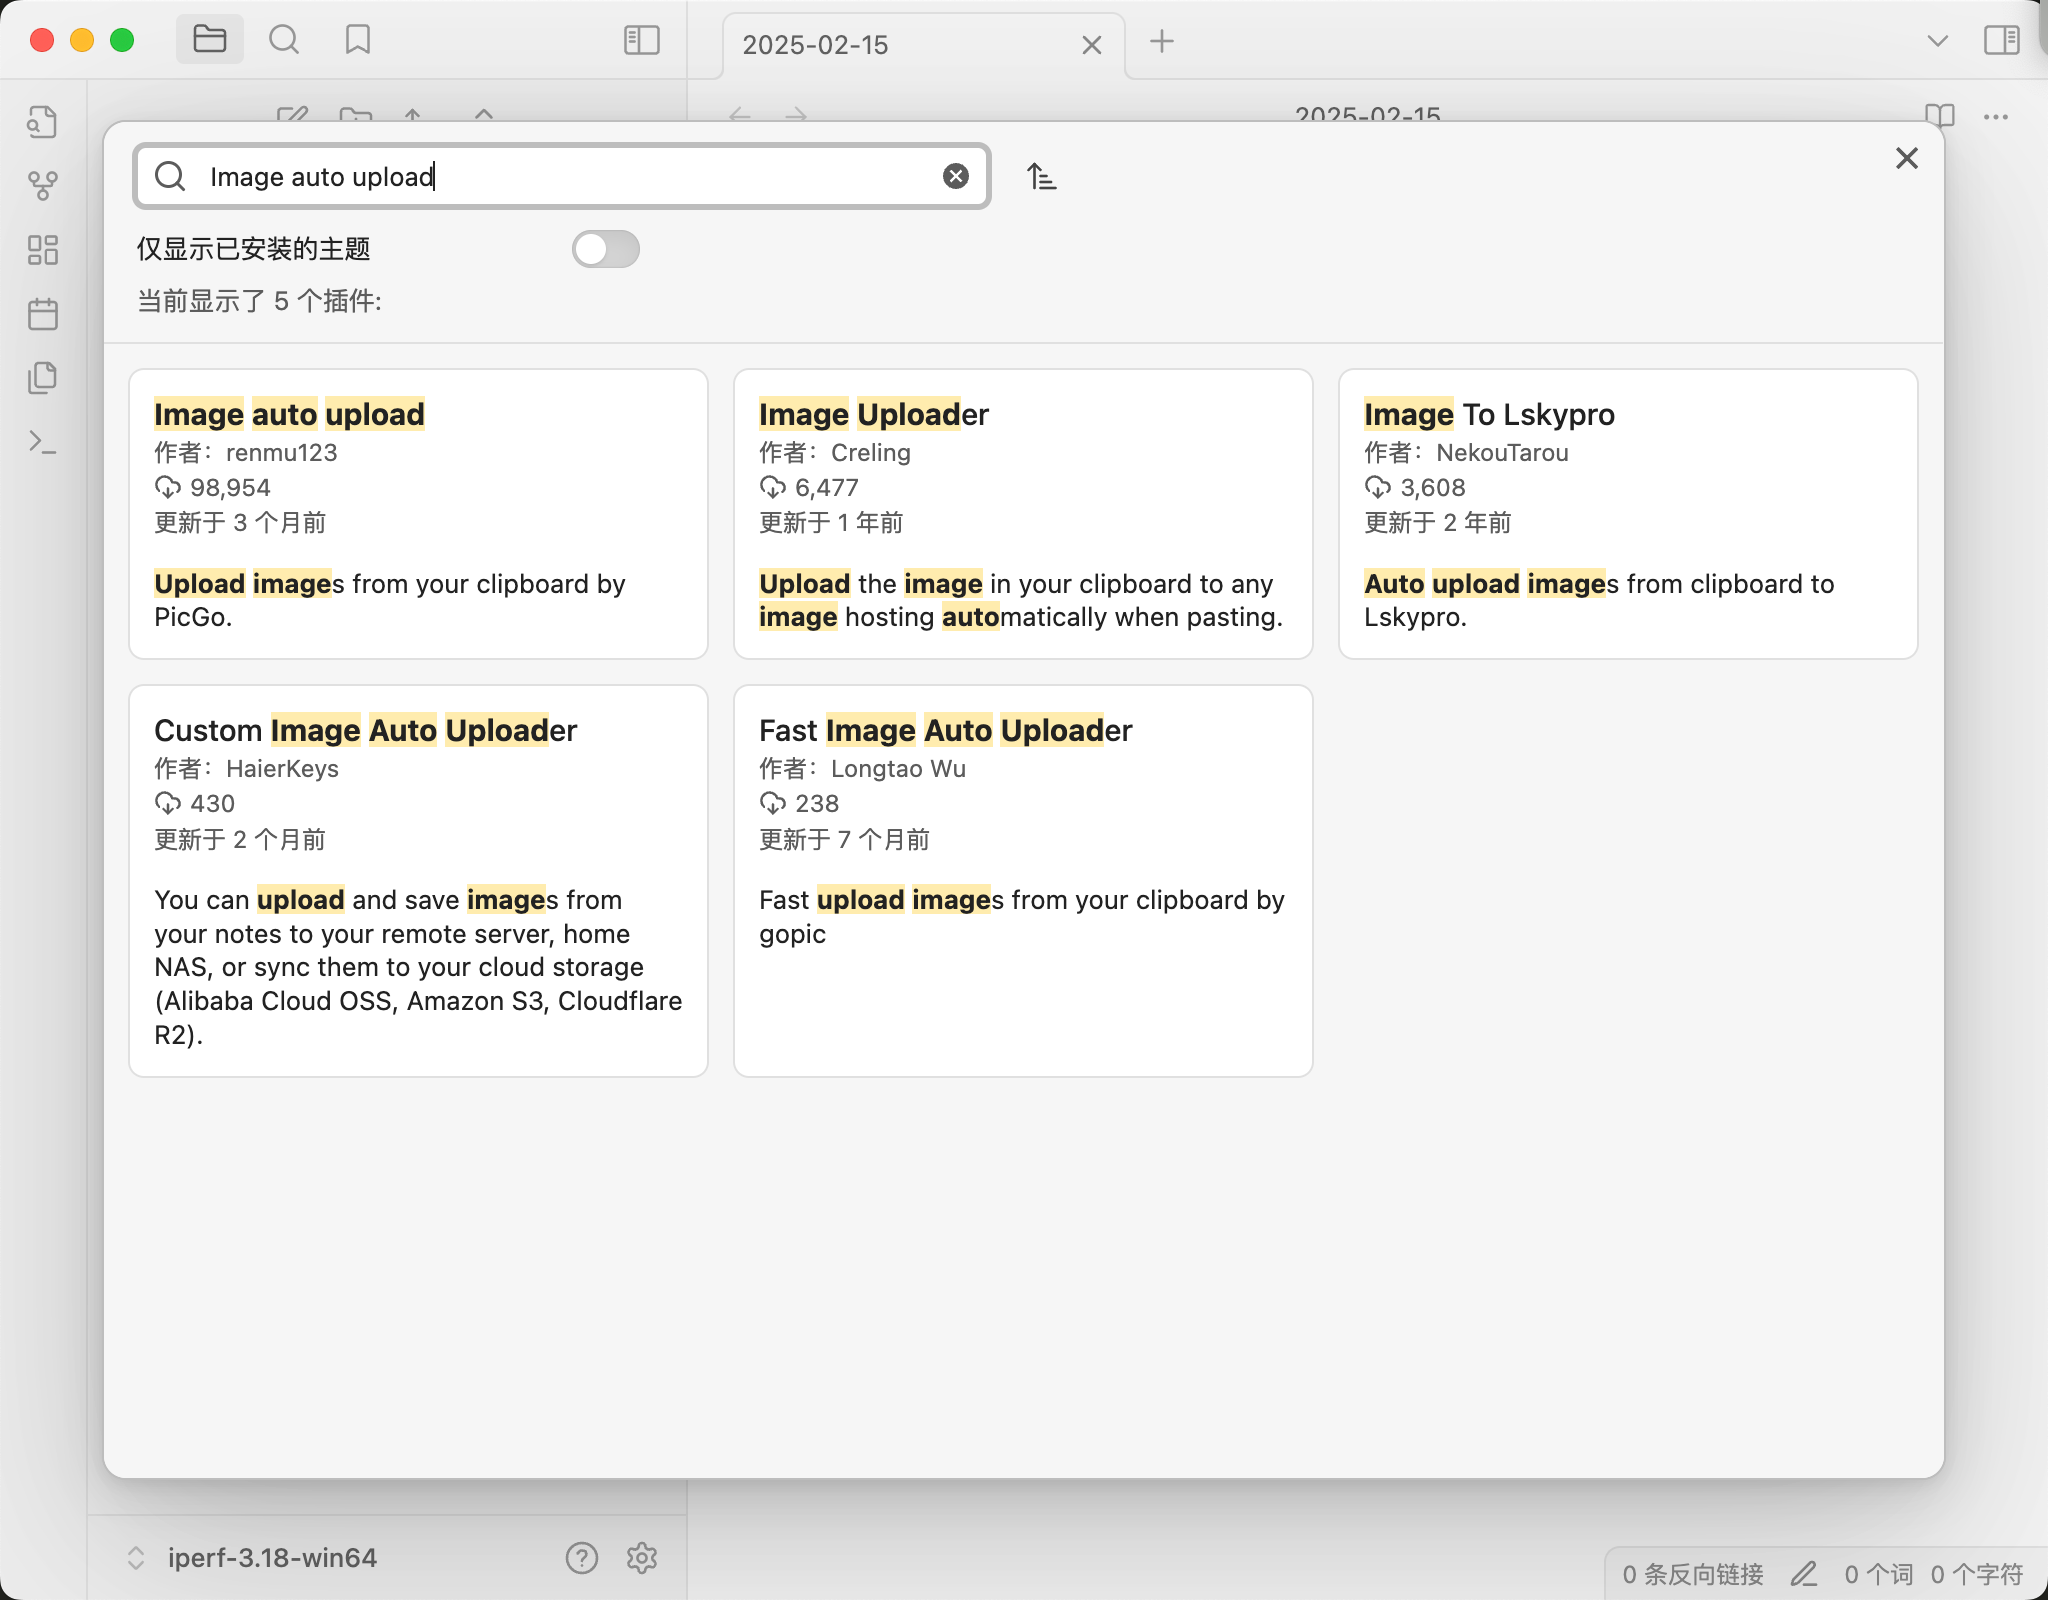 2025-02-15
2025-02-15
Image auto upload
仅显示已安装的主题
当前显示了 5 个插件:
Image auto upload
作者：renmu123
98,954
更新于 3 个月前
Upload images from your clipboard by
PicGo.
Image Uploader
作者：Creling
6,477
更新于 1 年前
Upload the image in your clipboard to any
image hosting automatically when pasting.
Image To Lskypro
作者：NekouTarou
3,608
更新于 2 年前
Auto upload images from clipboard to
Lskypro.
Custom Image Auto Uploader
作者：HaierKeys
430
更新于 2 个月前
You can upload and save images from
your notes to your remote server, home
NAS, or sync them to your cloud storage
(Alibaba Cloud OSS, Amazon S3, Cloudflare
R2).
Fast Image Auto Uploader
作者：Longtao Wu
238
更新于 7 个月前
Fast upload images from your clipboard by
gopic
iperf-3.18-win64
0 条反向链接 0 个词 0 个字符